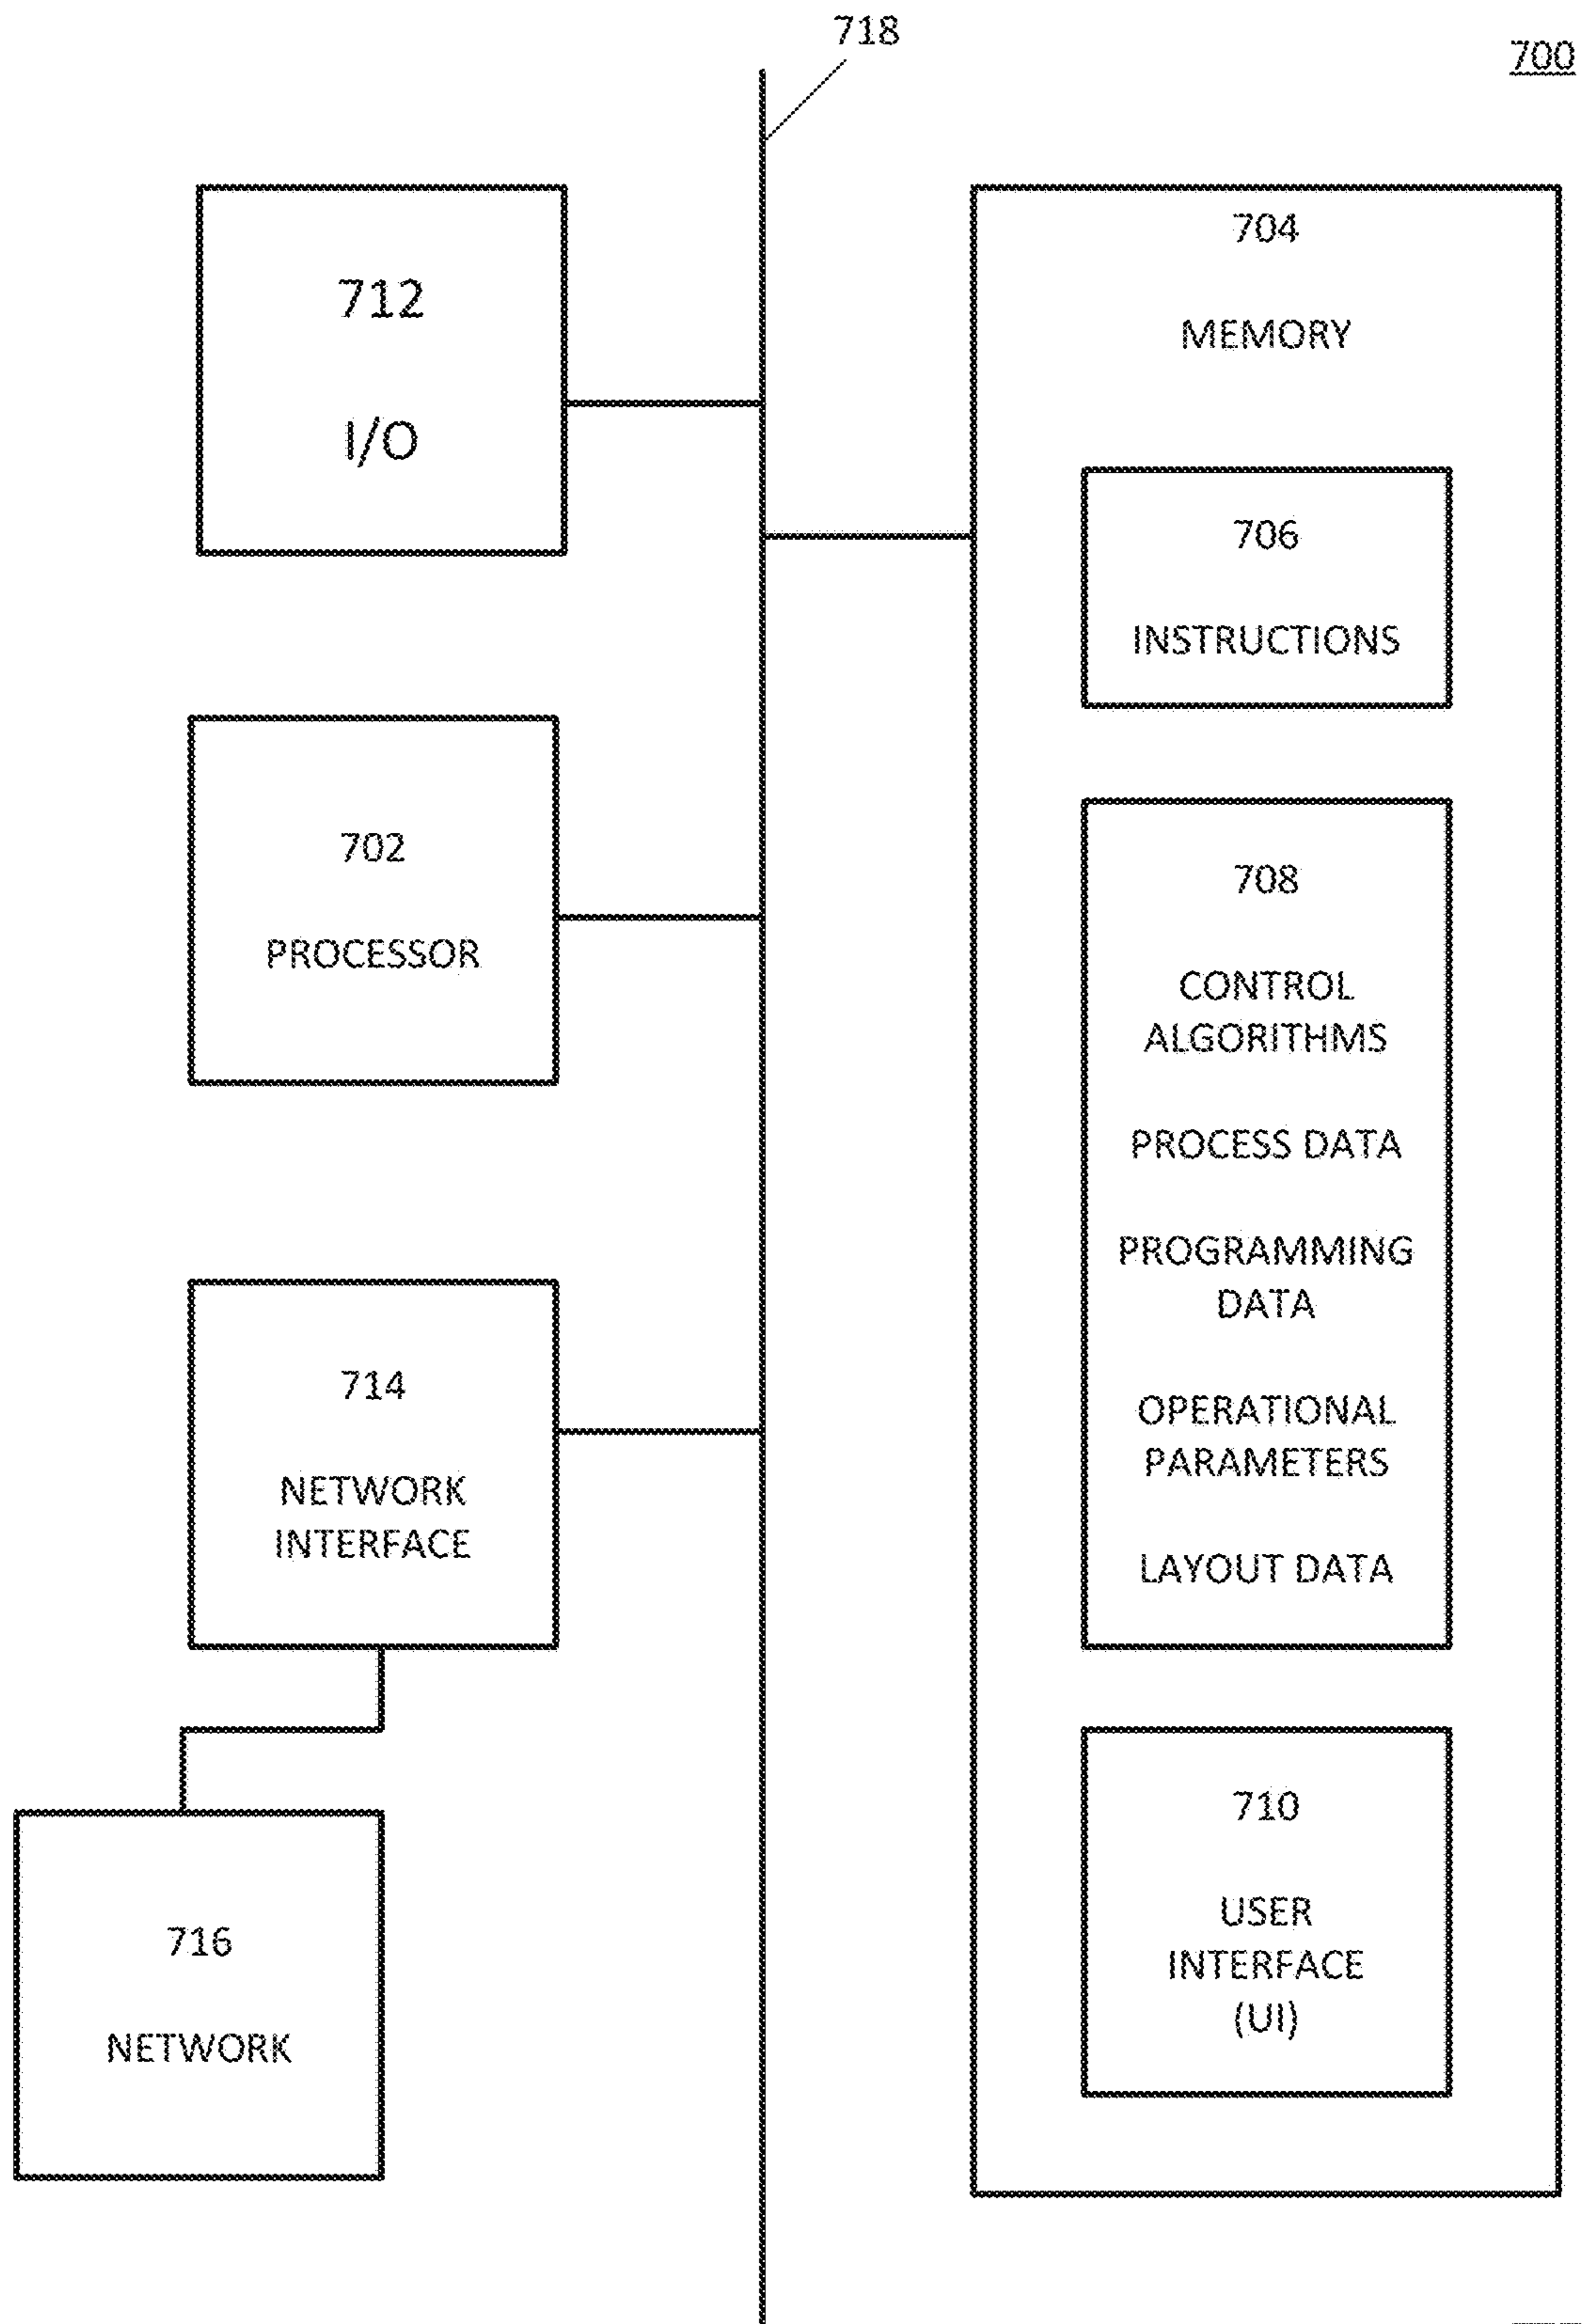 718
700
712
I/O
702
PROCESSOR
714
NETWORK
INTERFACE
716
NETWORK
704
MEMORY
706
INSTRUCTIONS
708
CONTROL
ALGORITHMS
PROCESS DATA
PROGRAMMING
DATA
OPERATIONAL
PARAMETERS
LAYOUT DATA
710
USER
INTERFACE
(UI)